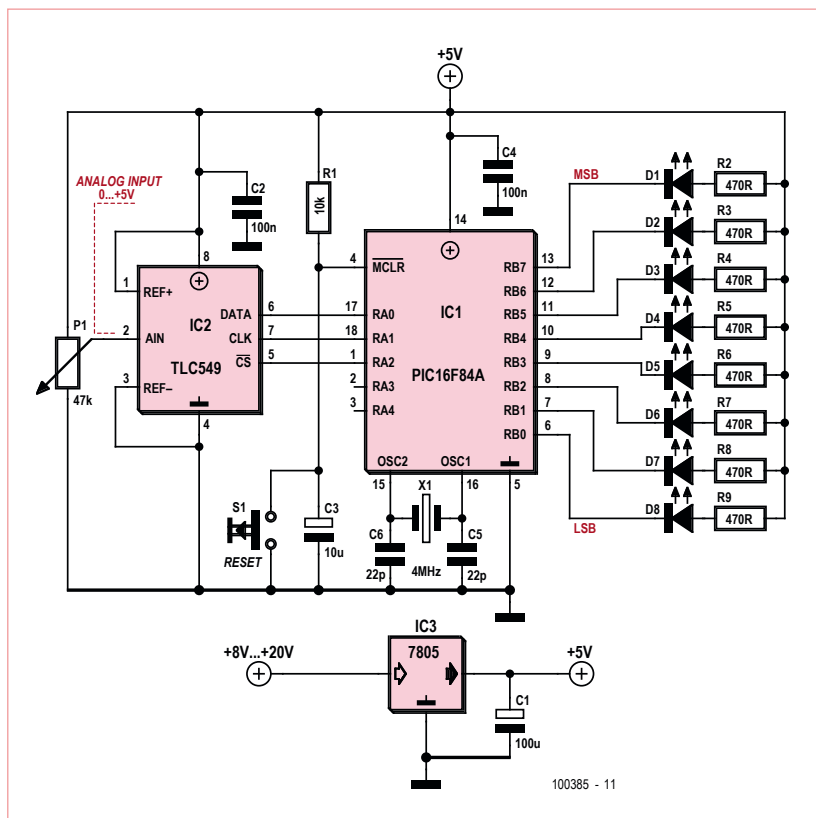 +5V
ANALOG INPUT
0...+5V
C2
100n
R1
10k
C4
100n
MSB
D1
R2
470R
D2
R3
470R
D3
R4
470R
D4
R5
470R
D5
R6
470R
D6
R7
470R
D7
R8
470R
D8
R9
470R
LSB
P1
47k
8
1
REF+
2
AIN
3
REF–
4
IC2
TLC549
DATA
6
CLK
7
CS
5
14
4
MCLR
17
RA0
18
RA1
1
RA2
2
RA3
3
RA4
IC1
PIC16F84A
RB7
13
RB6
12
RB5
11
RB4
10
RB3
9
RB2
8
RB1
7
RB0
6
OSC2
OSC1
15
16
5
S1
RESET
C3
10u
X1
4MHz
C6
22p
C5
22p
IC3
7805
+8V...+20V
+5V
C1
100u
100385 - 11